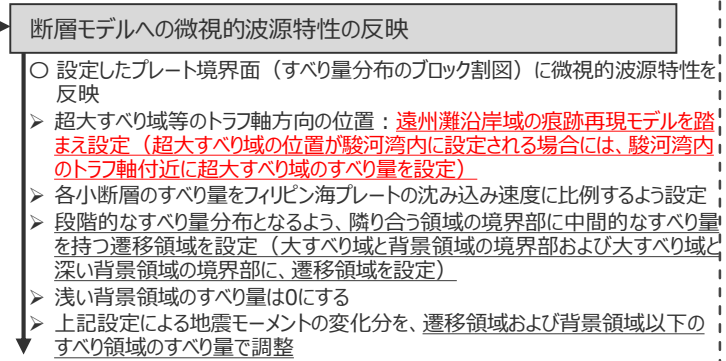 断層モデルへの微視的波源特性の反映
○ 設定したプレート境界面（すべり量分布のブロック割図）に微視的波源特性を
反映
➢ 超大すべり域等のトラフ軸方向の位置：遠州灘沿岸域の痕跡再現モデルを踏
まえ設定（超大すべり域の位置が駿河湾内に設定される場合には、駿河湾内
のトラフ軸付近に超大すべり域のすべり量を設定）
➢ 各小断層のすべり量をフィリピン海プレートの沈み込み速度に比例するよう設定
➢ 段階的なすべり量分布となるよう、隣り合う領域の境界部に中間的なすべり量
を持つ遷移領域を設定（大すべり域と背景領域の境界部および大すべり域と
深い背景領域の境界部に、遷移領域を設定）
➢ 浅い背景領域のすべり量は0にする
➢ 上記設定による地震モーメントの変化分を、遷移領域および背景領域以下の
すべり領域のすべり量で調整